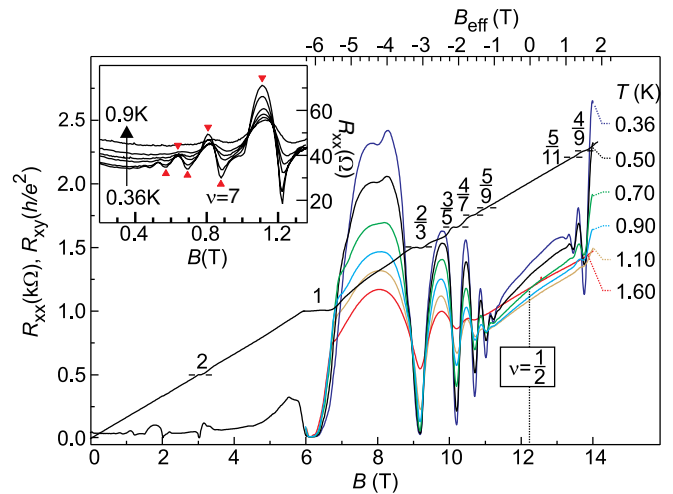 B_eff (T)
-6 -5 -4 -3 -2 -1 0 1 2
R_xx(kΩ), R_xy(h/e²)
2.5
2.0
1.5
1.0
0.5
0.0
0 2 4 6 8 10 12 14
B (T)
T (K)
0.36
0.50
0.70
0.90
1.10
1.60
2
1
2/3
3/5
4/7
5/9
5/11
4/9
ν=1/2
0.9K
0.36K
ν=7
60
40
20
R_xx(Ω)
0.4 0.8 1.2
B(T)